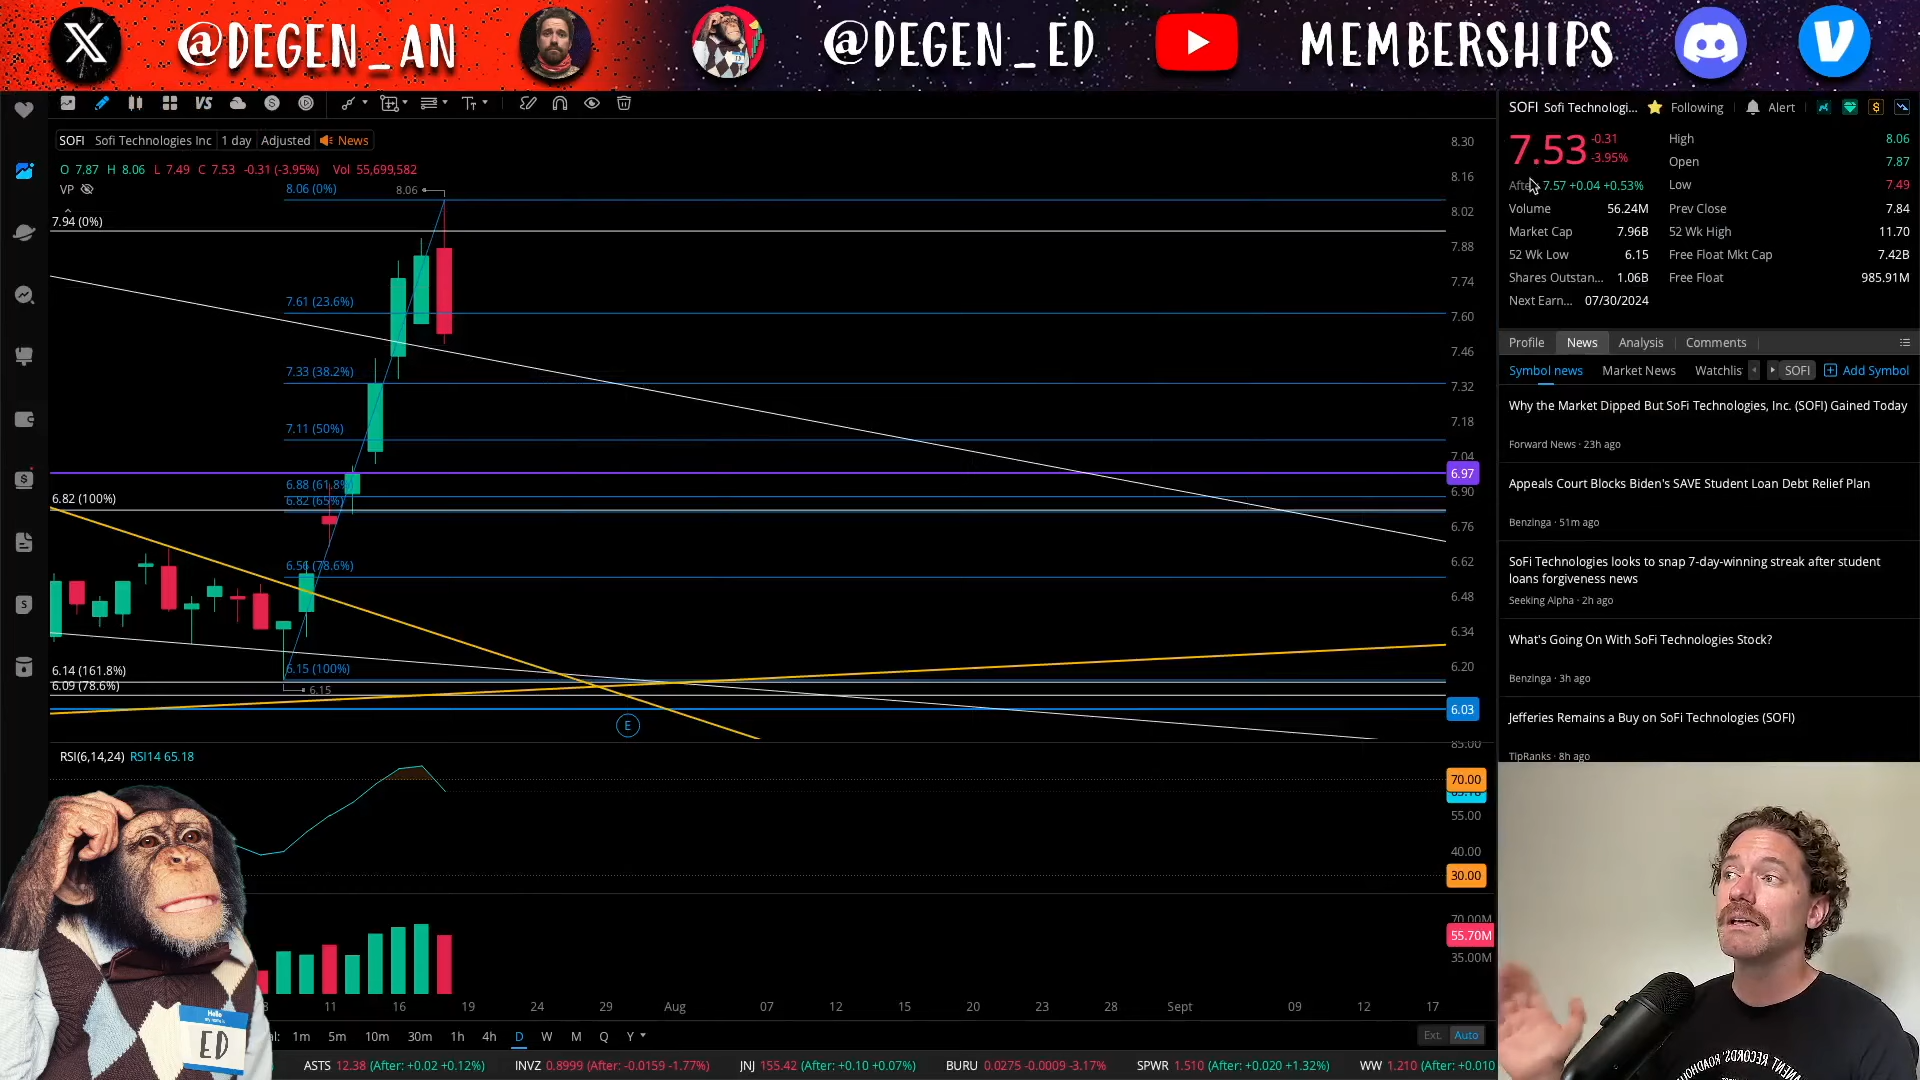 X @DEGEN_AN @DEGEN_ED MEMBERSHIPS
VS
SOFI Sofi Technologies Inc 1 day Adjusted News
O 7.87 H 8.06 L 7.49 C 7.53 -0.31 (-3.95%) Vol 55,699,582
VP
8.06 (0%)
8.06
7.94 (0%)
7.61 (23.6%)
7.33 (38.2%)
7.11 (50%)
6.88 (61.8%)
6.82 (65%)
6.82 (100%)
6.56 (78.6%)
6.15 (100%)
6.14 (161.8%)
6.09 (78.6%)
6.15
E
8.30
8.16
8.02
7.88
7.74
7.60
7.46
7.32
7.18
7.04
6.97
6.90
6.76
6.62
6.48
6.34
6.20
6.03
RSI(6,14,24) RSI14 65.18
85.00
70.00
55.00
40.00
30.00
70.00M
55.70M
35.00M
11 16 19 24 29 Aug 07 12 15 20 23 28 Sept 09 12 17
1m 5m 10m 30m 1h 4h D W M Q Y
Ext. Auto
ASTS 12.38 (After: +0.02 +0.12%) INVZ 0.8999 (After: -0.0159 -1.77%) JNJ 155.42 (After: +0.10 +0.07%) BURU 0.0275 -0.0009 -3.17% SPWR 1.510 (After: +0.020 +1.32%) WW 1.210 (After: +0.010
SOFI Sofi Technologi... Following Alert
7.53 -0.31
-3.95%
7.57 +0.04 +0.53%
High 8.06
Open 7.87
Low 7.49
Volume 56.24M Prev Close 7.84
Market Cap 7.96B 52 Wk High 11.70
52 Wk Low 6.15 Free Float Mkt Cap 7.42B
Shares Outstan... 1.06B Free Float 985.91M
Next Earn... 07/30/2024
Profile News Analysis Comments
Symbol news Market News Watchlis SOFI Add Symbol
Why the Market Dipped But SoFi Technologies, Inc. (SOFI) Gained Today
Forward News · 23h ago
Appeals Court Blocks Biden's SAVE Student Loan Debt Relief Plan
Benzinga · 51m ago
SoFi Technologies looks to snap 7-day-winning streak after student
loans forgiveness news
Seeking Alpha · 2h ago
What's Going On With SoFi Technologies Stock?
Benzinga · 3h ago
Jefferies Remains a Buy on SoFi Technologies (SOFI)
TipRanks · 8h ago
Hello
ED